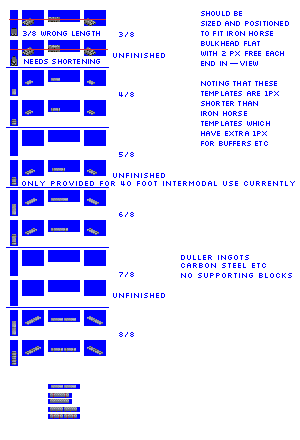 SHOULD BE
SIZED AND POSITIONED
TO FIT IRON HORSE
BULKHEAD FLAT
WITH 2 PX FREE EACH
END IN -- VIEW
3/8 WRONG LENGTH
3/8
UNFINISHED
NEEDS SHORTENING
NOTING THAT THESE
TEMPLATES ARE 1PX
SHORTER THAN
IRON HORSE
TEMPLATES WHICH
HAVE EXTRA 1PX
FOR BUFFERS ETC
4/8
5/8
UNFINISHED
ONLY PROVIDED FOR 40 FOOT INTERMODAL USE CURRENTLY
6/8
DULLER INGOTS
CARBON STEEL ETC
NO SUPPORTING BLOCKS
7/8
UNFINISHED
8/8